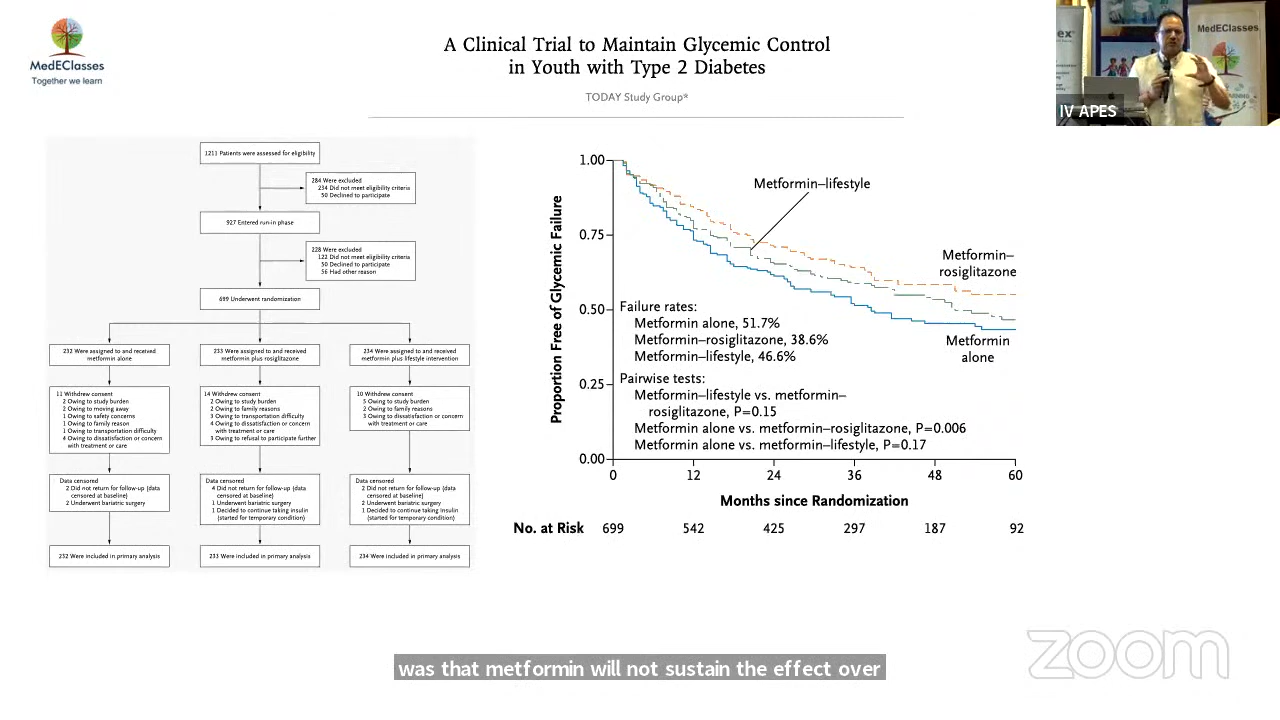 MedEClasses
Together we learn
A Clinical Trial to Maintain Glycemic Control
in Youth with Type 2 Diabetes
TODAY Study Group*
MedEClasses
IV APES
1211 Patients were assessed for eligibility
284 Were excluded
234 Did not meet eligibility criteria
50 Declined to participate
927 Entered run-in phase
228 Were excluded
122 Did not meet eligibility criteria
50 Declined to participate
56 Had other reason
699 Underwent randomization
232 Were assigned to and received
metformin alone
233 Were assigned to and received
metformin plus rosiglitazone
234 Were assigned to and received
metformin plus lifestyle intervention
11 Withdrew consent
2 Owing to study burden
2 Owing to moving away
1 Owing to safety concerns
1 Owing to family reason
1 Owing to transportation difficulty
4 Owing to dissatisfaction or concern
with treatment or care
14 Withdrew consent
2 Owing to study burden
2 Owing to family reasons
3 Owing to transportation difficulty
4 Owing to dissatisfaction or concern
with treatment or care
3 Owing to refusal to participate further
10 Withdrew consent
5 Owing to study burden
2 Owing to family reasons
3 Owing to dissatisfaction or concern
with treatment or care
Data censored
2 Did not return for follow-up (data
censored at baseline)
2 Underwent bariatric surgery
Data censored
4 Did not return for follow-up (data
censored at baseline)
1 Underwent bariatric surgery
1 Decided to continue taking insulin
(started for temporary condition)
Data censored
2 Did not return for follow-up (data
censored at baseline)
2 Underwent bariatric surgery
1 Decided to continue taking insulin
(started for temporary condition)
232 Were included in primary analysis
233 Were included in primary analysis
234 Were included in primary analysis
Proportion Free of Glycemic Failure
1.00
0.75
0.50
0.25
0.00
Metformin–lifestyle
Metformin–
rosiglitazone
Metformin
alone
Failure rates:
Metformin alone, 51.7%
Metformin–rosiglitazone, 38.6%
Metformin–lifestyle, 46.6%
Pairwise tests:
Metformin–lifestyle vs. metformin–
rosiglitazone, P=0.15
Metformin alone vs. metformin–rosiglitazone, P=0.006
Metformin alone vs. metformin–lifestyle, P=0.17
0 12 24 36 48 60
Months since Randomization
No. at Risk 699 542 425 297 187 92
zoom
was that metformin will not sustain the effect over